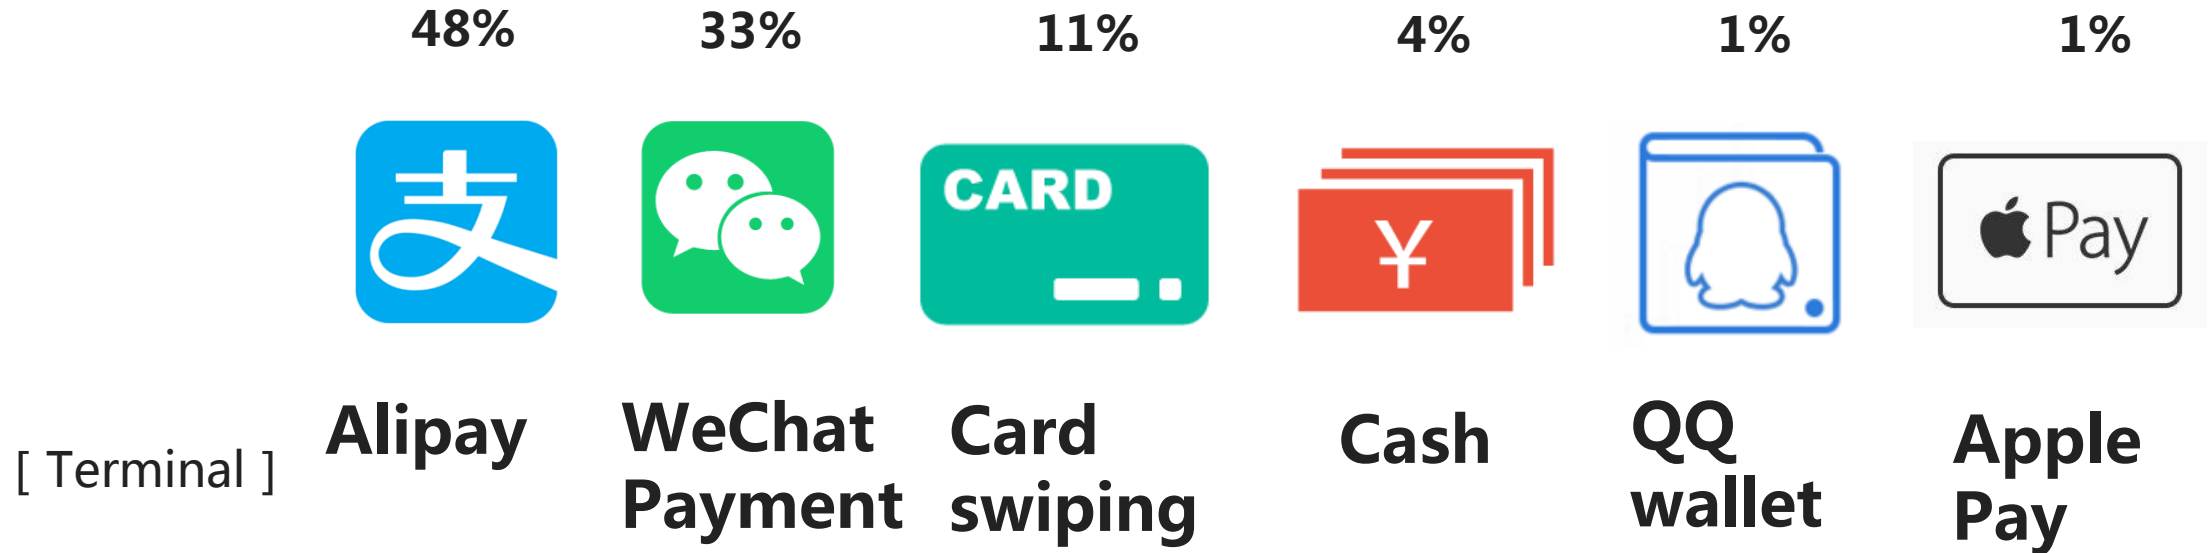 48% 33% 11% 4% 1% 1%
支
CARD
¥
Pay
[ Terminal ]
Alipay
WeChat
Payment
Card
swiping
Cash
QQ
wallet
Apple
Pay